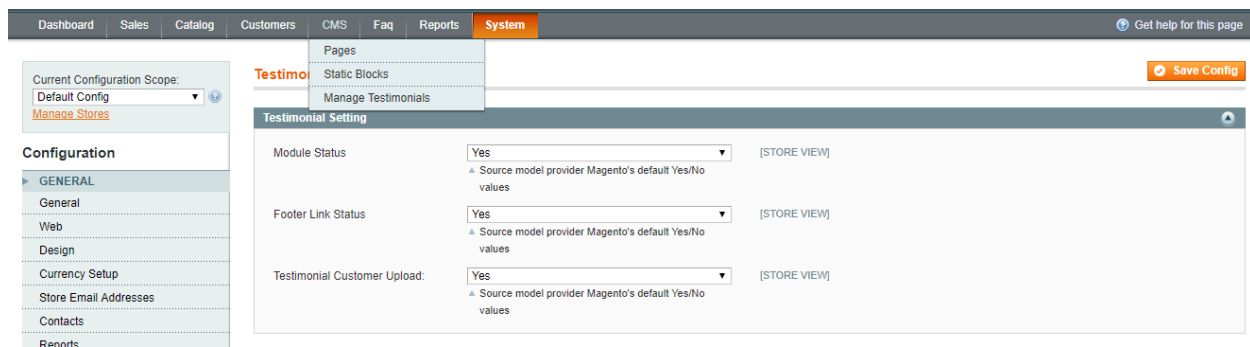 Dashboard Sales Catalog Customers CMS Faq Reports System Get help for this page
Pages
Static Blocks
Manage Testimonials
Current Configuration Scope:
Default Config
Manage Stores
Testimo
Save Config
Configuration
GENERAL
General
Web
Design
Currency Setup
Store Email Addresses
Contacts
Reports
Testimonial Setting
Module Status Yes [STORE VIEW]
Source model provider Magento's default Yes/No
values
Footer Link Status Yes [STORE VIEW]
Source model provider Magento's default Yes/No
values
Testimonial Customer Upload: Yes [STORE VIEW]
Source model provider Magento's default Yes/No
values